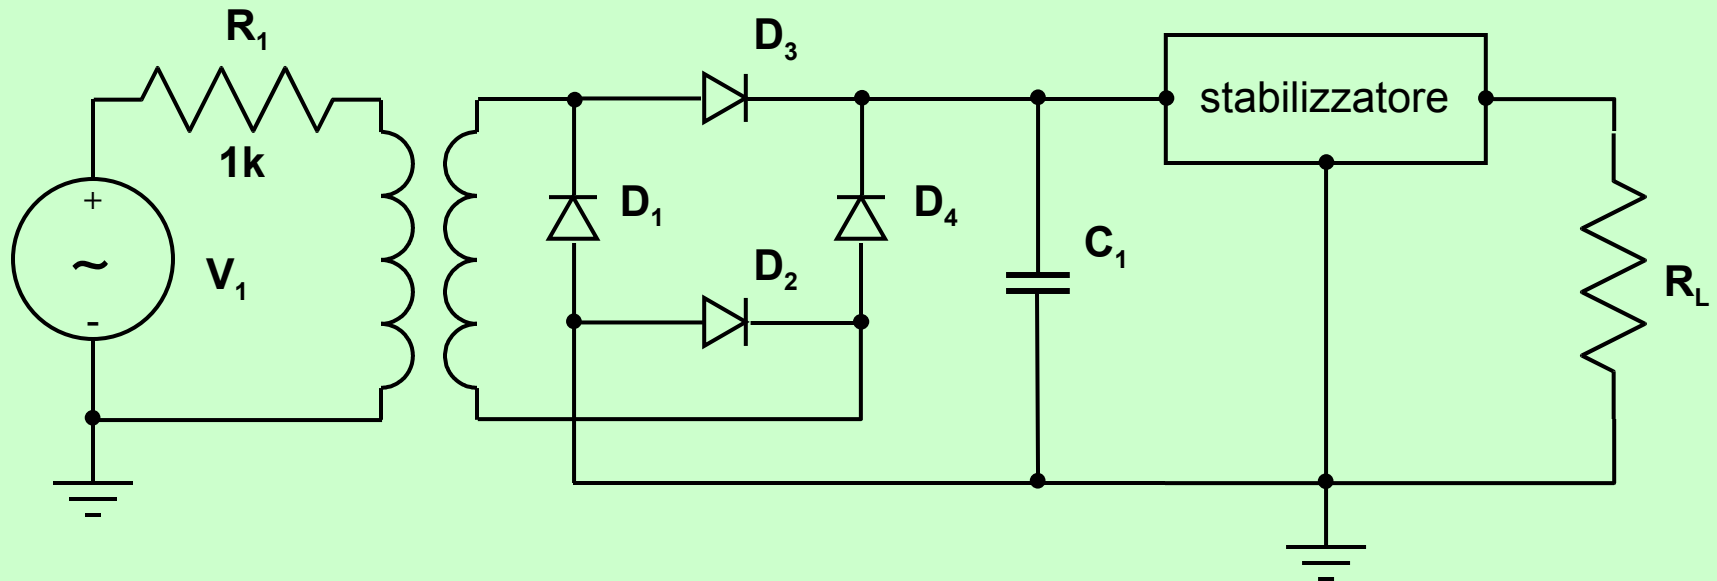 R1
1k
+
~
-
V1
D3
D1
D2
D4
C1
stabilizzatore
RL